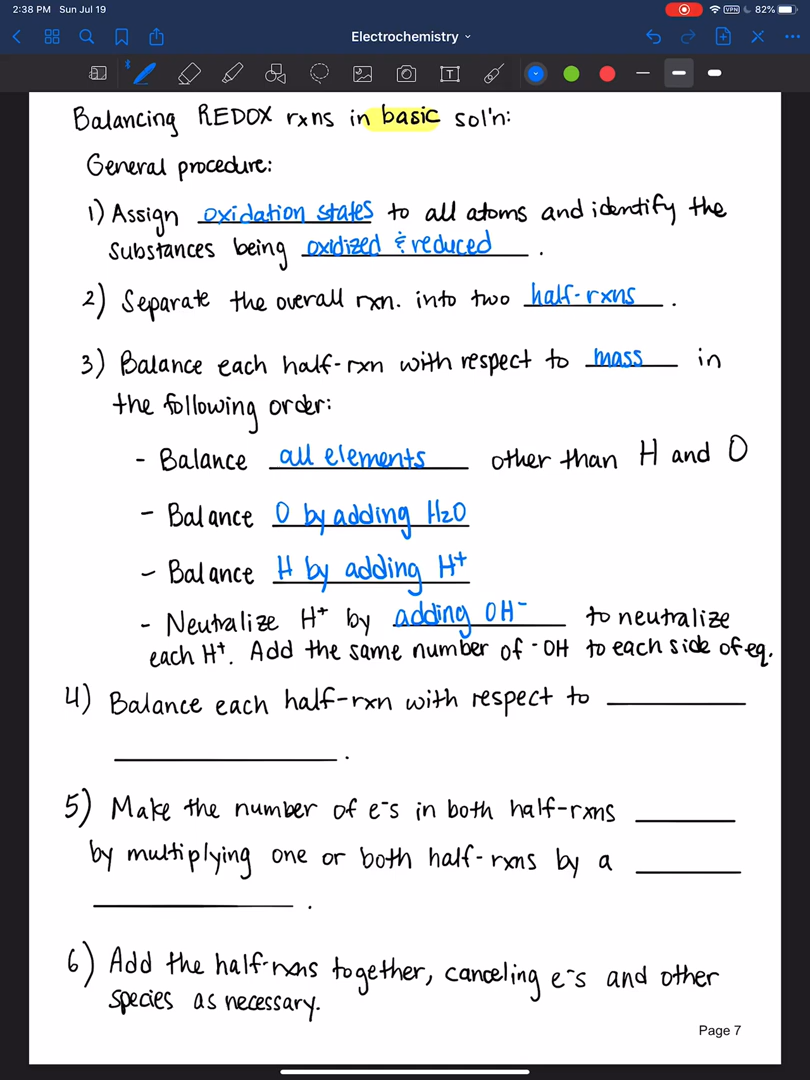 2:38 PM Sun Jul 19 VPN 82%
Electrochemistry
Balancing REDOX rxns in basic sol'n:
General procedure:
1) Assign oxidation states to all atoms and identify the
substances being oxidized & reduced.
2) Separate the overall rxn. into two half-rxns.
3) Balance each half-rxn with respect to mass in
the following order:
- Balance all elements other than H and O
- Balance O by adding H₂O
- Balance H by adding H⁺
- Neutralize H⁺ by adding OH⁻ to neutralize
each H⁺. Add the same number of ⁻OH to each side of eq.
4) Balance each half-rxn with respect to
.
5) Make the number of e⁻s in both half-rxns
by multiplying one or both half-rxns by a
.
6) Add the half-rxns together, canceling e⁻s and other
species as necessary.
Page 7